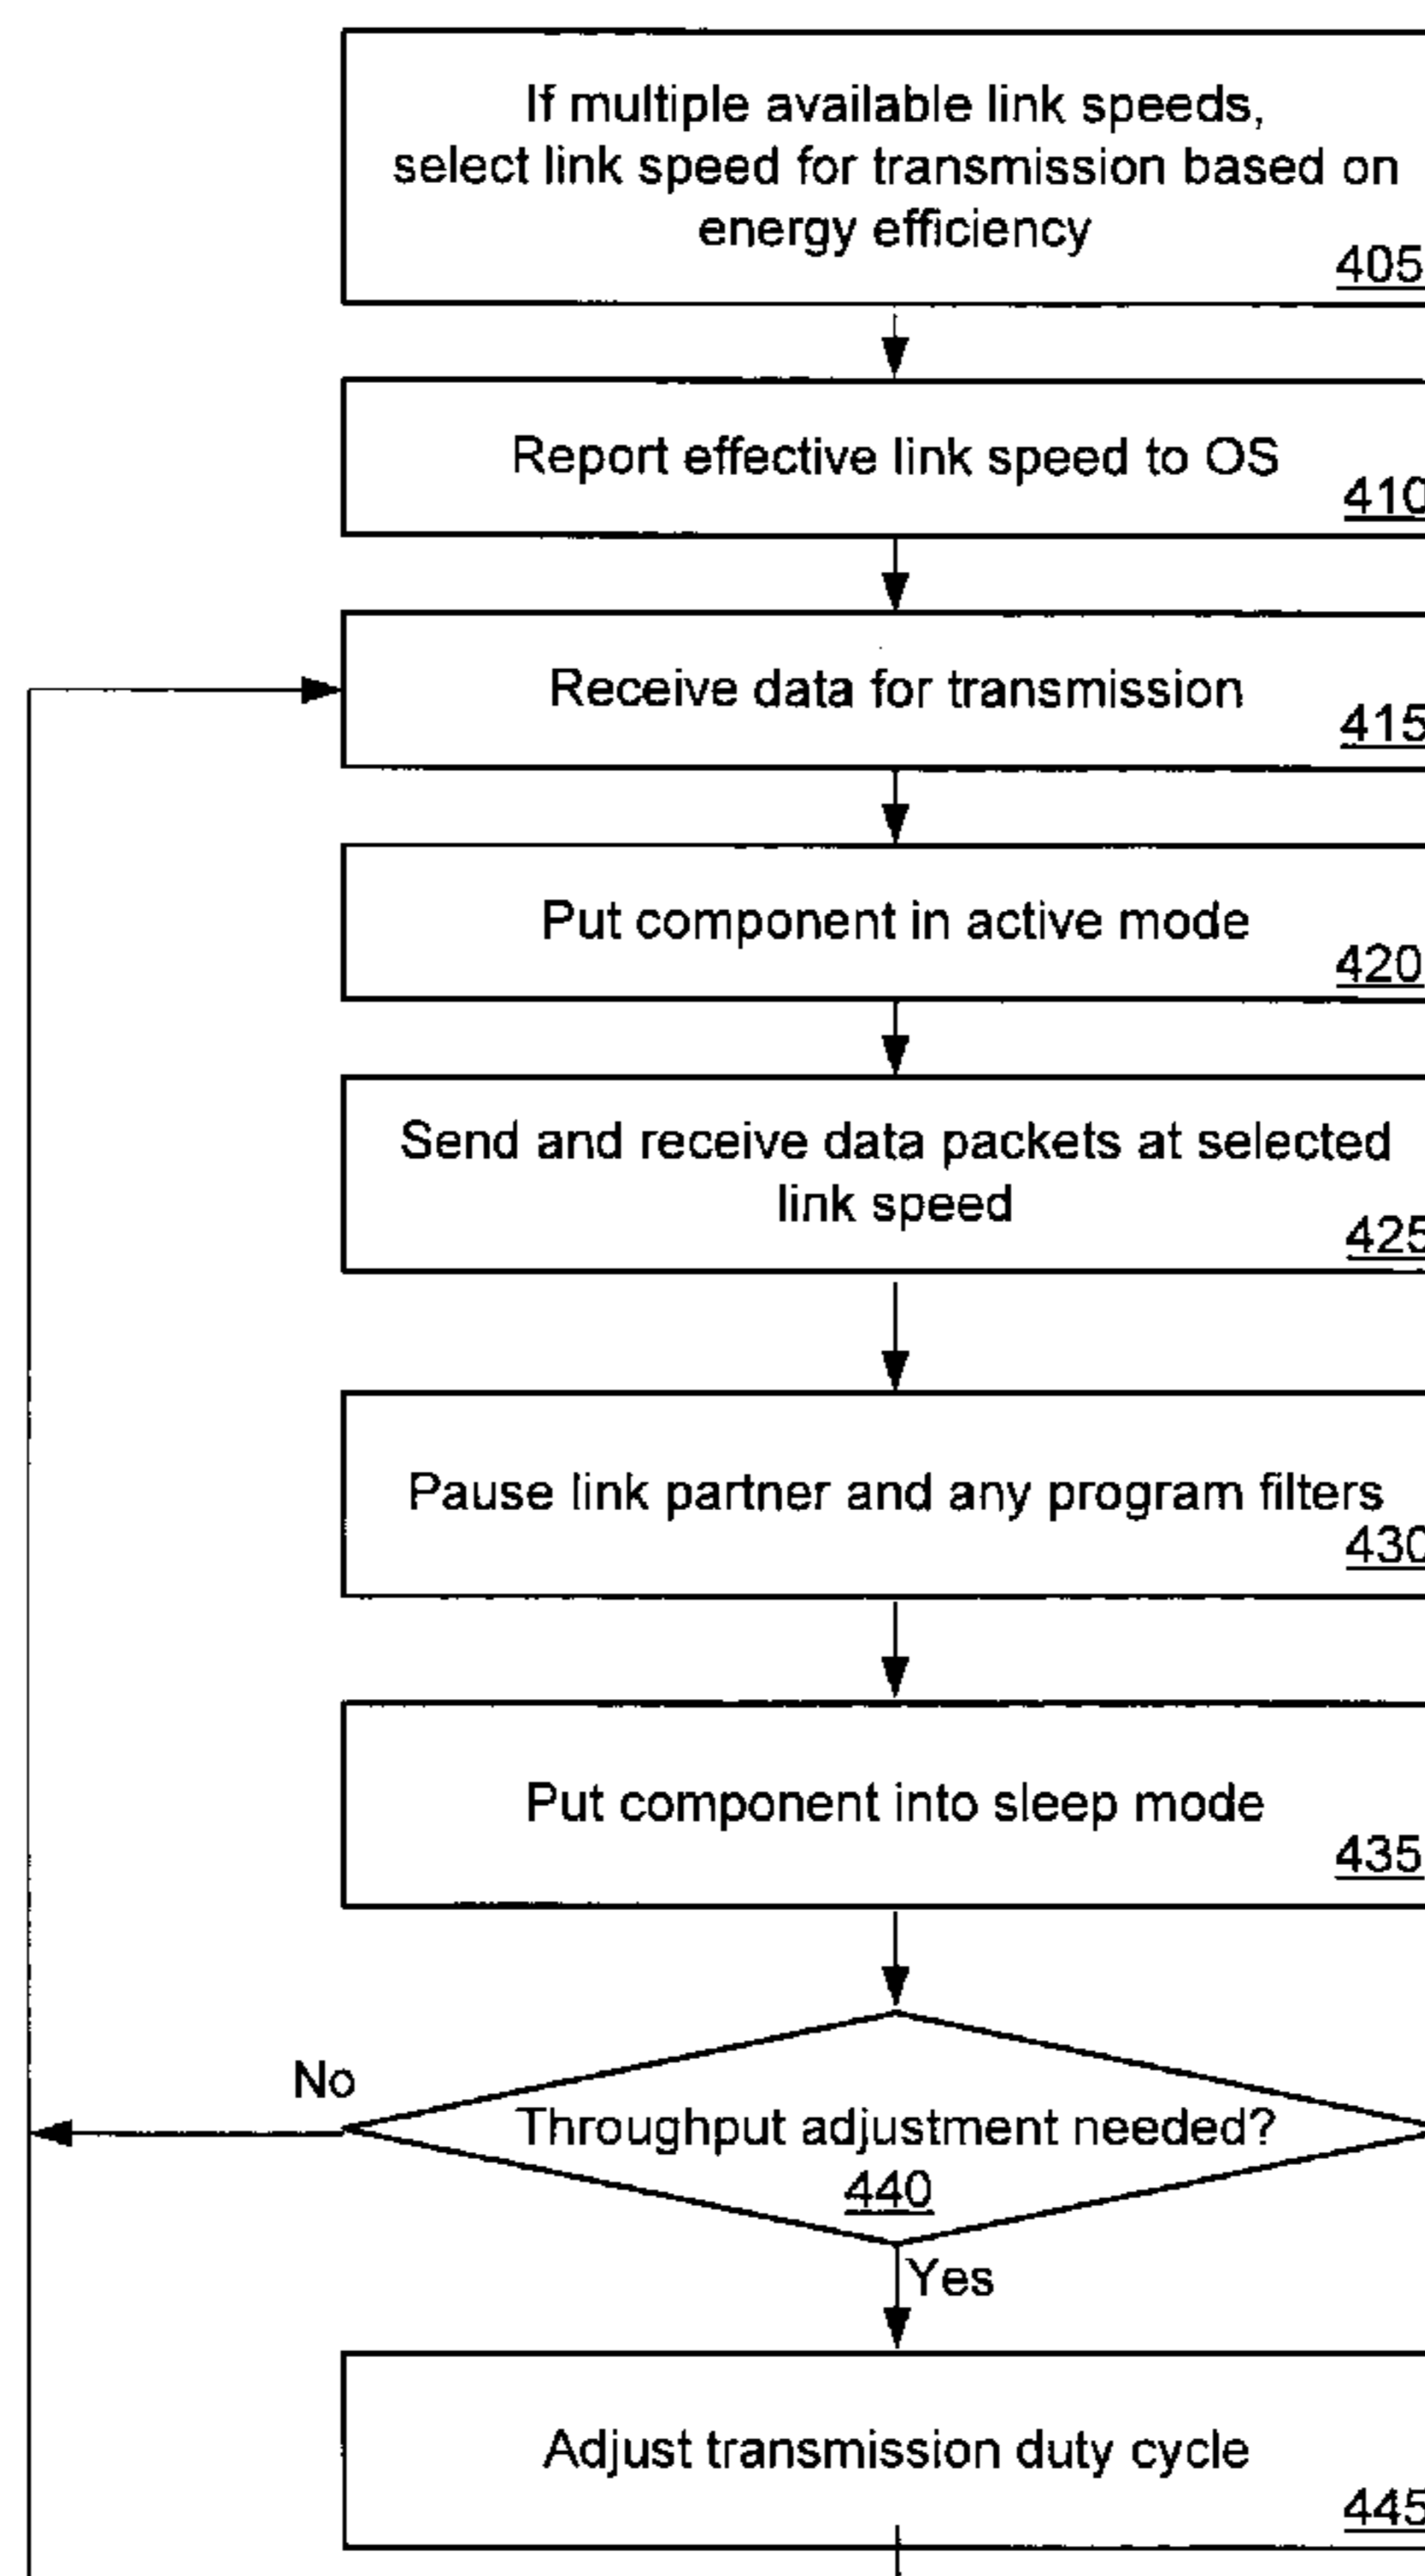 If multiple available link speeds,
select link speed for transmission based on
energy efficiency
405
Report effective link speed to OS
410
Receive data for transmission
415
Put component in active mode
420
Send and receive data packets at selected
link speed
425
Pause link partner and any program filters
430
Put component into sleep mode
435
No
Throughput adjustment needed?
440
Yes
Adjust transmission duty cycle
445